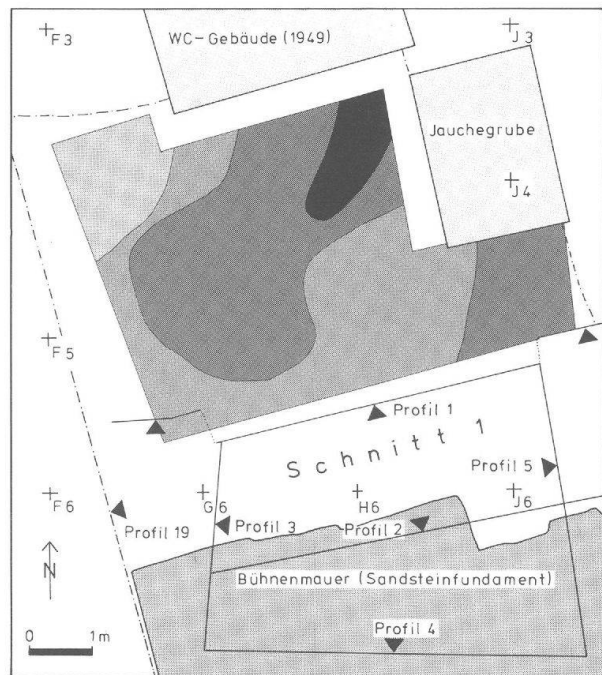 F3
WC-Gebäude (1949)
J3
Jauchegrube
J4
F5
Profil 1
Schnitt 1
Profil 5
F6
G6
H6
J6
Profil 19
Profil 3
Profil 2
N
Bühnenmauer (Sandsteinfundament)
Profil 4
0 1m